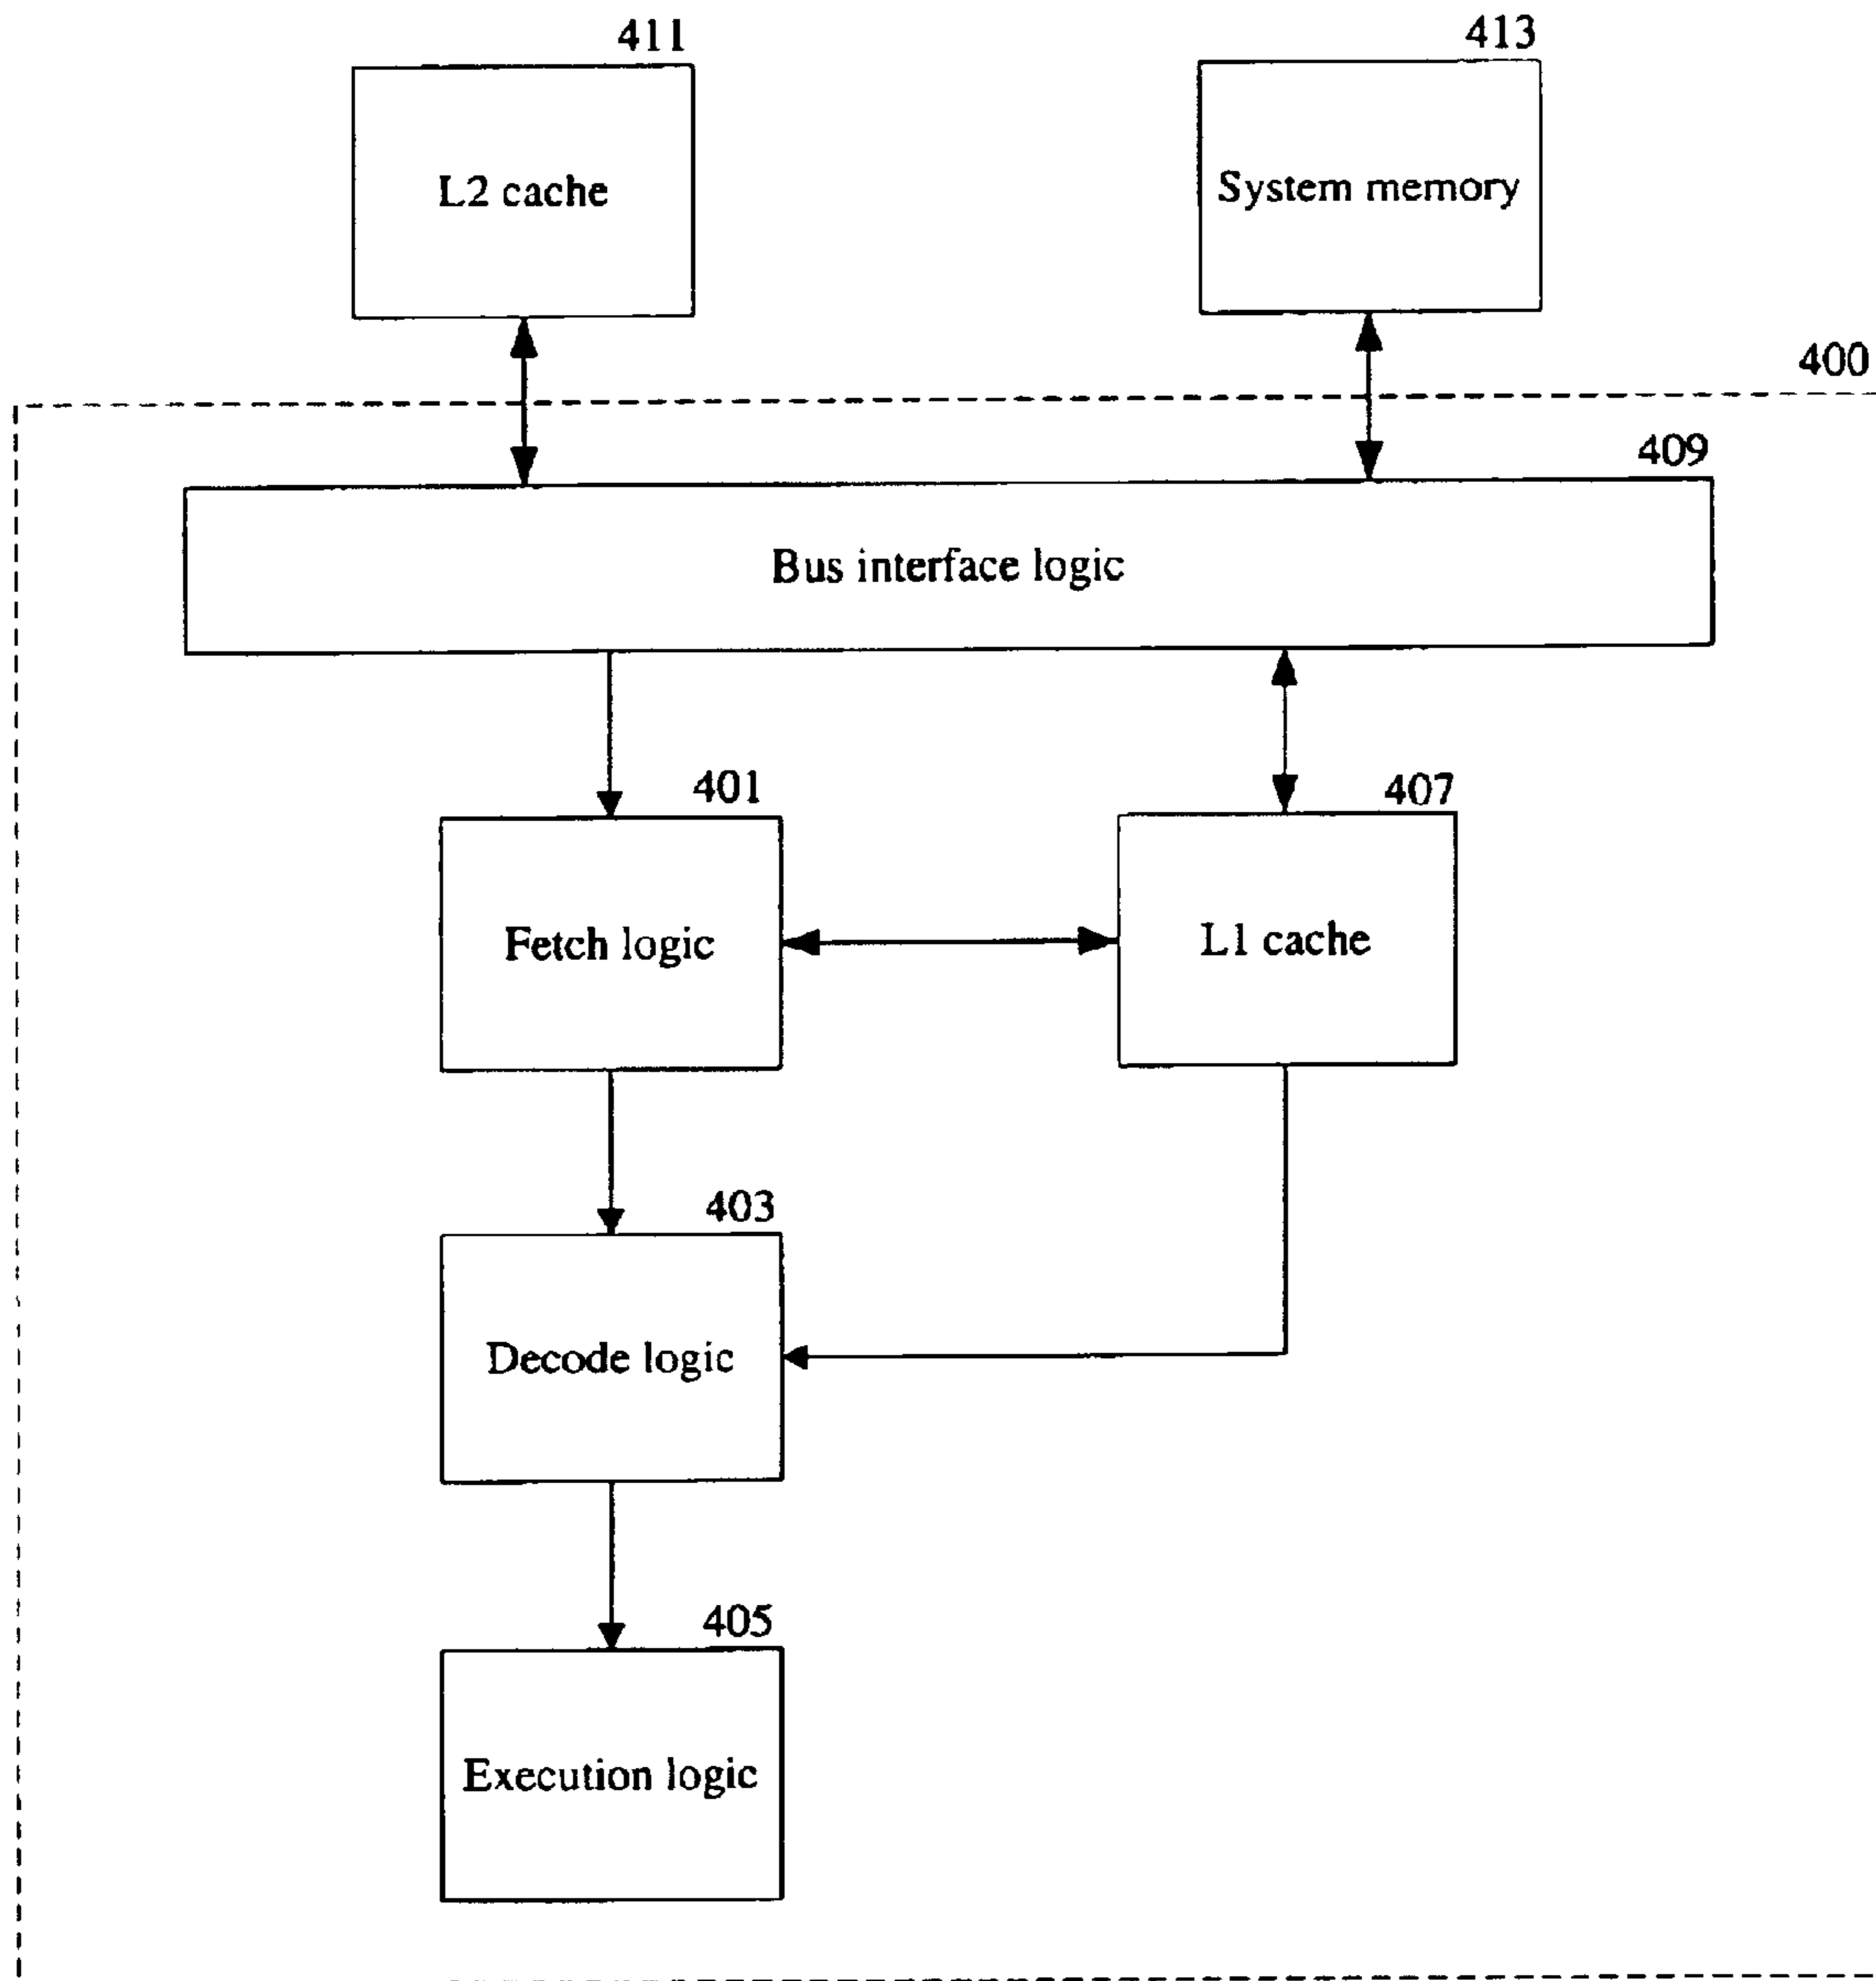 411
413
L2 cache
System memory
400
409
Bus interface logic
401
407
Fetch logic
L1 cache
403
Decode logic
405
Execution logic